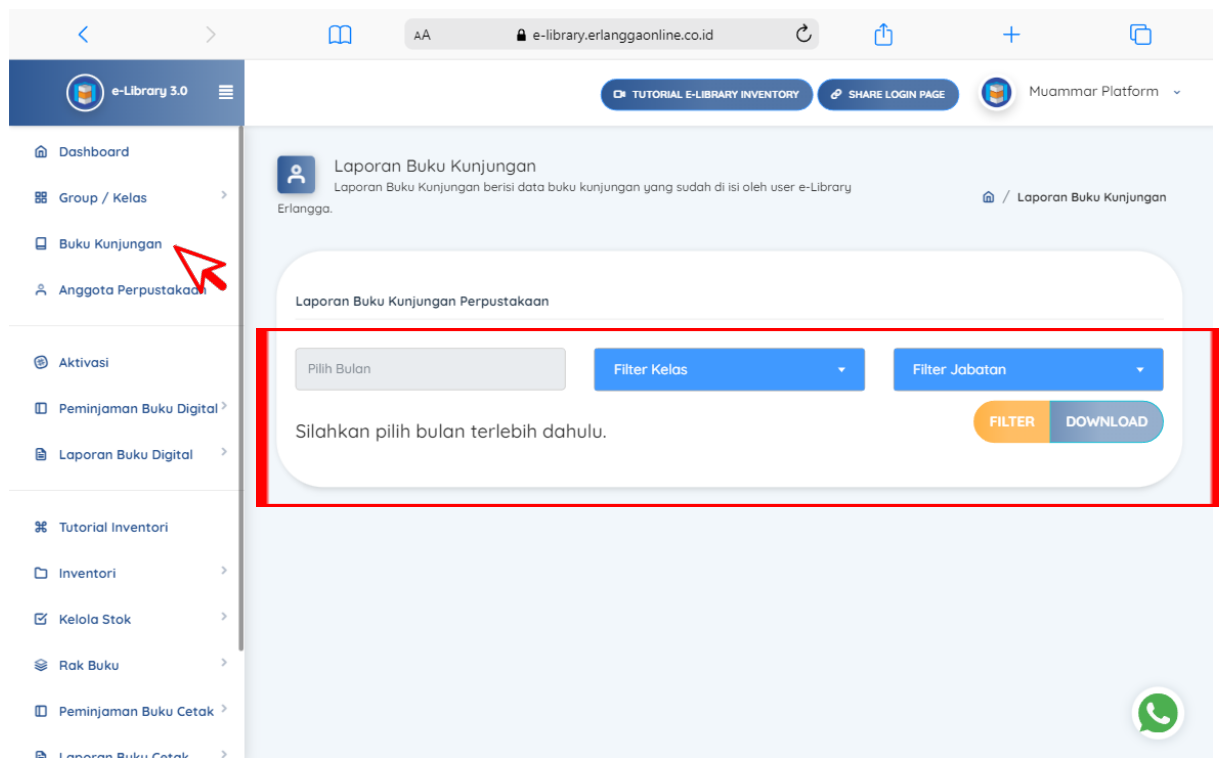 AA
e-library.erlanggaonline.co.id
e-Library 3.0
TUTORIAL E-LIBRARY INVENTORY
SHARE LOGIN PAGE
Muammar Platform
Dashboard
Group / Kelas
Buku Kunjungan
Anggota Perpustakaan
Aktivasi
Peminjaman Buku Digital
Laporan Buku Digital
Tutorial Inventori
Inventori
Kelola Stok
Rak Buku
Peminjaman Buku Cetak
Laporan Buku Cetak
Laporan Buku Kunjungan
Laporan Buku Kunjungan berisi data buku kunjungan yang sudah di isi oleh user e-Library
Erlangga.
/ Laporan Buku Kunjungan
Laporan Buku Kunjungan Perpustakaan
Pilih Bulan
Filter Kelas
Filter Jabatan
Silahkan pilih bulan terlebih dahulu.
FILTER
DOWNLOAD